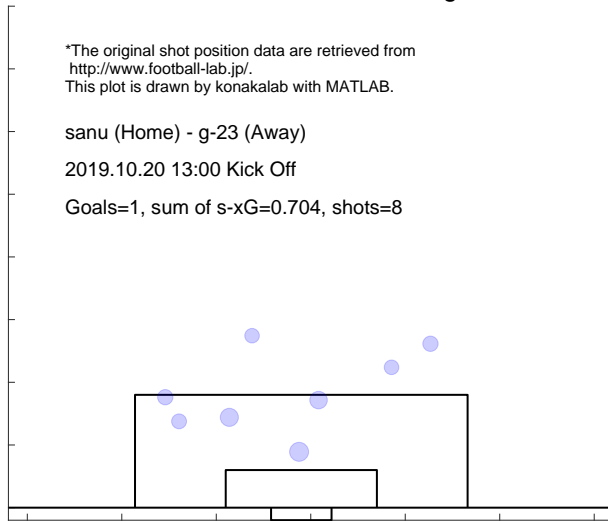 *The original shot position data are retrieved from
http://www.football-lab.jp/.
This plot is drawn by konakalab with MATLAB.
sanu (Home) - g-23 (Away)
2019.10.20 13:00 Kick Off
Goals=1, sum of s-xG=0.704, shots=8